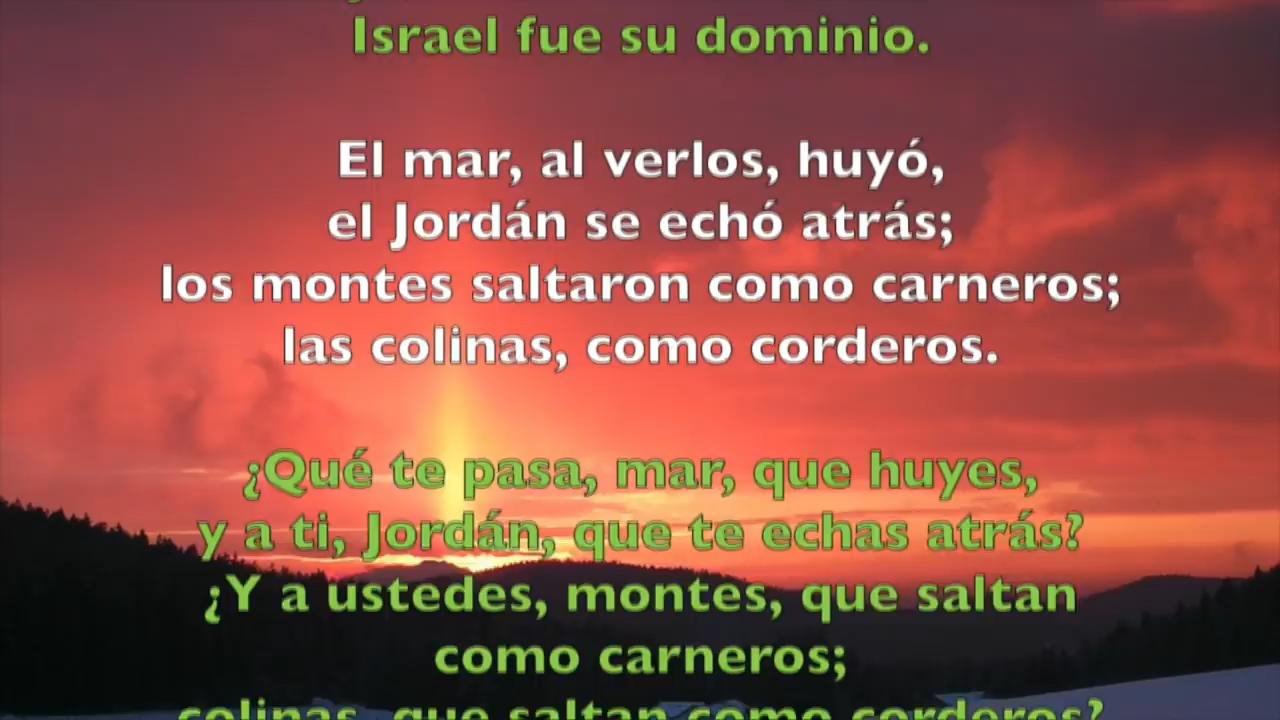 Israel fue su dominio.
El mar, al verlos, huyó,
el Jordán se echó atrás;
los montes saltaron como carneros;
las colinas, como corderos.
¿Qué te pasa, mar, que huyes,
y a ti, Jordán, que te echas atrás?
¿Y a ustedes, montes, que saltan
como carneros;
colinas, que saltan como corderos?